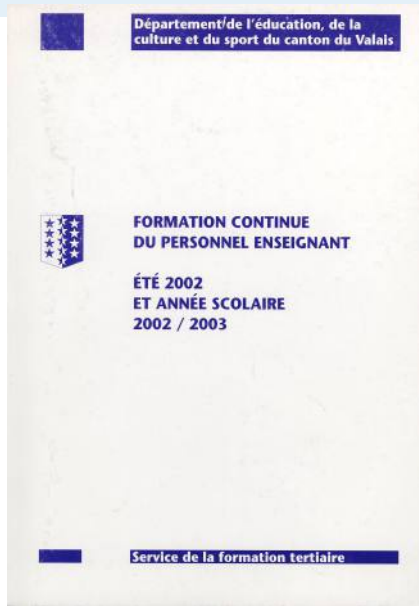 Département de l'éducation, de la
culture et du sport du canton du Valais
FORMATION CONTINUE
DU PERSONNEL ENSEIGNANT
ÉTÉ 2002
ET ANNÉE SCOLAIRE
2002 / 2003
Service de la formation tertiaire